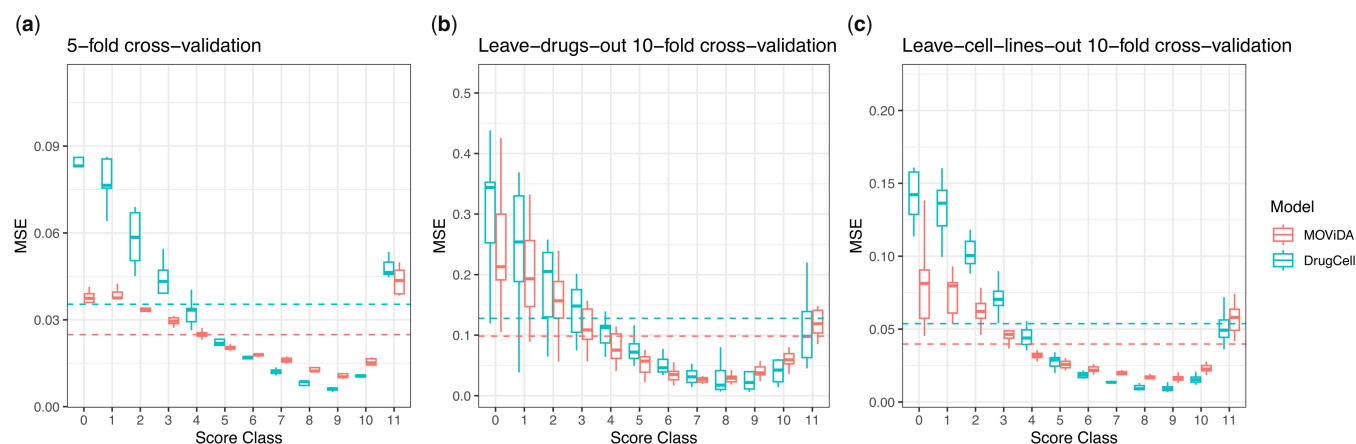 (a)
5−fold cross−validation
MSE
0.09
0.06
0.03
0.00
0 1 2 3 4 5 6 7 8 9 10 11
Score Class
(b)
Leave−drugs−out 10−fold cross−validation
MSE
0.5
0.4
0.3
0.2
0.1
0.0
0 1 2 3 4 5 6 7 8 9 10 11
Score Class
(c)
Leave−cell−lines−out 10−fold cross−validation
MSE
0.20
0.15
0.10
0.05
0.00
0 1 2 3 4 5 6 7 8 9 10 11
Score Class
Model
MOViDA
DrugCell